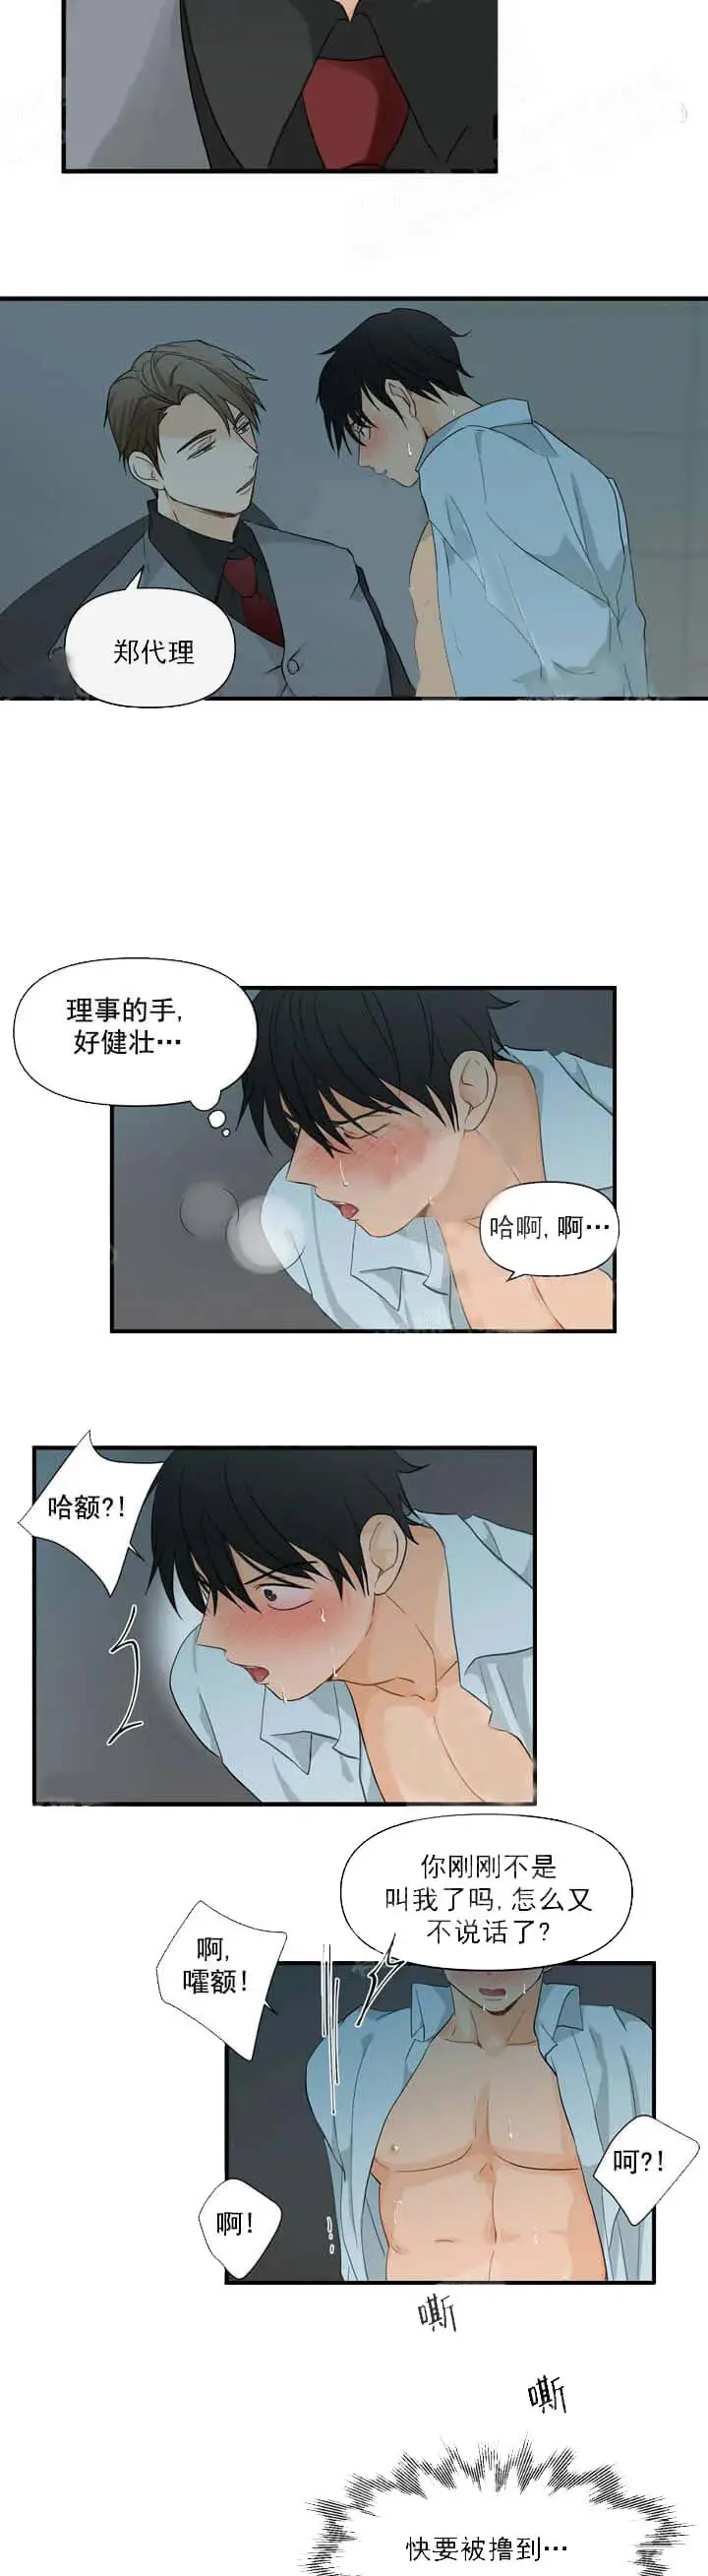 郑代理
理事的手,
好健壮…
哈啊,啊…
哈额?!
你刚刚不是
叫我了吗,怎么又
不说话了?
啊,
嚯额!
呵?!
啊!
嘶
嘶
快要被撸到…